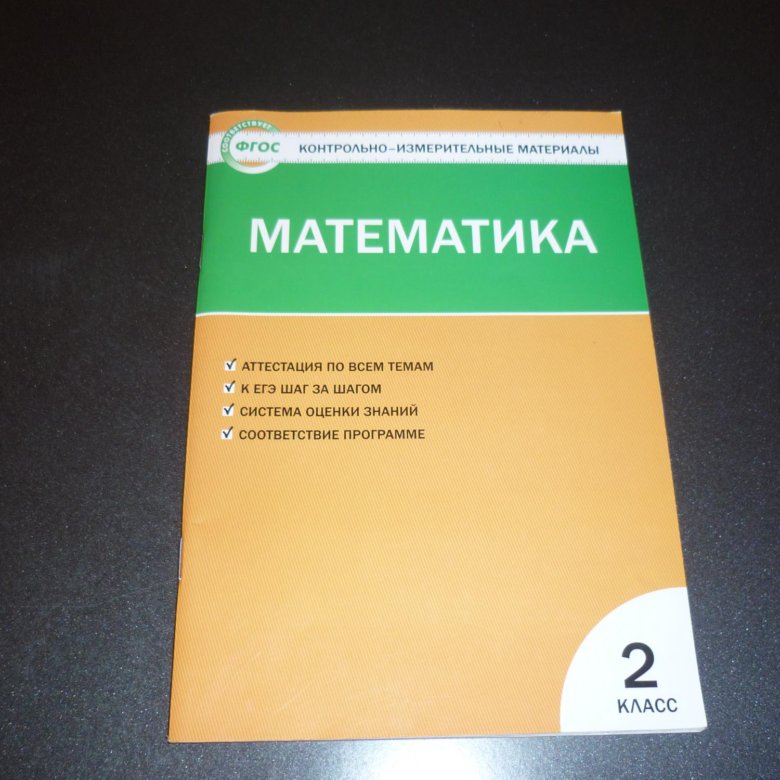 СООТВЕТСТВУЕТ
ФГОС
КОНТРОЛЬНО–ИЗМЕРИТЕЛЬНЫЕ МАТЕРИАЛЫ
МАТЕМАТИКА
АТТЕСТАЦИЯ ПО ВСЕМ ТЕМАМ
К ЕГЭ ШАГ ЗА ШАГОМ
СИСТЕМА ОЦЕНКИ ЗНАНИЙ
СООТВЕТСТВИЕ ПРОГРАММЕ
2
КЛАСС